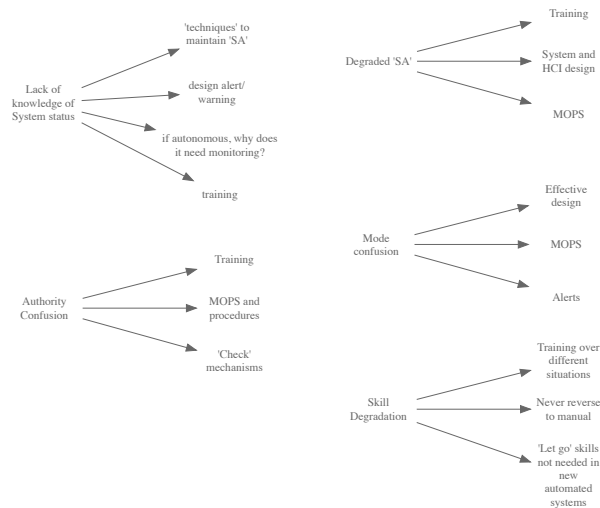 'techniques' to
maintain 'SA'
Lack of
knowledge of
System status
design alert/
warning
if autonomous, why does
it need monitoring?
training
Authority
Confusion
Training
MOPS and
procedures
'Check'
mechanisms
Degraded 'SA'
Training
System and
HCI design
MOPS
Mode
confusion
Effective
design
MOPS
Alerts
Skill
Degradation
Training over
different
situations
Never reverse
to manual
'Let go' skills
not needed in
new
automated
systems